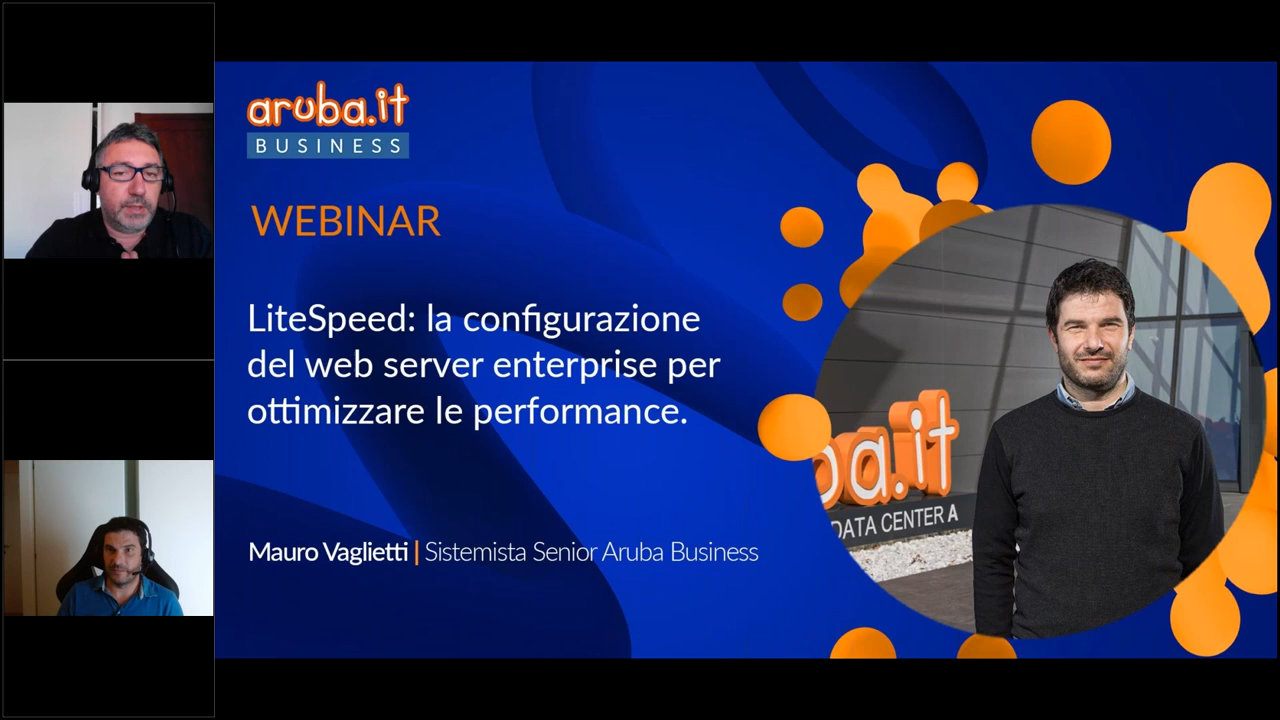 aruba.it
BUSINESS
WEBINAR
LiteSpeed: la configurazione
del web server enterprise per
ottimizzare le performance.
Mauro Vaglietti | Sistemista Senior Aruba Business
ba.it
DATA CENTER A